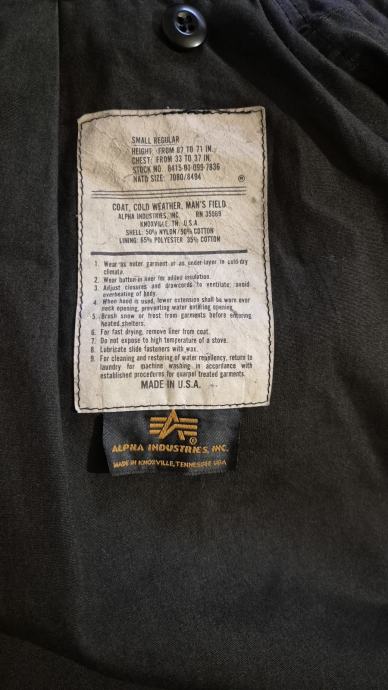 SMALL REGULAR
HEIGHT: FROM 67 TO 71 IN.
CHEST: FROM 33 TO 37 IN.
STOCK NO. 8415-01-099-7836
NATO SIZE: 7080/8494 ®
COAT, COLD WEATHER, MAN'S FIELD
ALPHA INDUSTRIES, INC. RN 35569
KNOXVILLE, TN. U.S.A.
SHELL: 50% NYLON/50% COTTON
LINING: 65% POLYESTER 35% COTTON
1. Wear as outer garment or as under-layer in cold-dry
climate.
2. Wear button-in liner for added insulation.
3. Adjust closures and drawcords to ventilate; avoid
overheating of body.
4. When hood is used, lower extension shall be worn over
neck opening, preventing water entering opening.
5. Brush snow or frost from garments before entering
heated shelters.
6. For fast drying, remove liner from coat.
7. Do not expose to high temperature of a stove.
8. Lubricate slide fasteners with wax.
9. For cleaning and restoring of water repellency, return to
laundry for machine washing in accordance with
established procedures for quarpel treated garments.
MADE IN U.S.A.
®
ALPHA INDUSTRIES, INC.
MADE IN KNOXVILLE, TENNESSEE USA